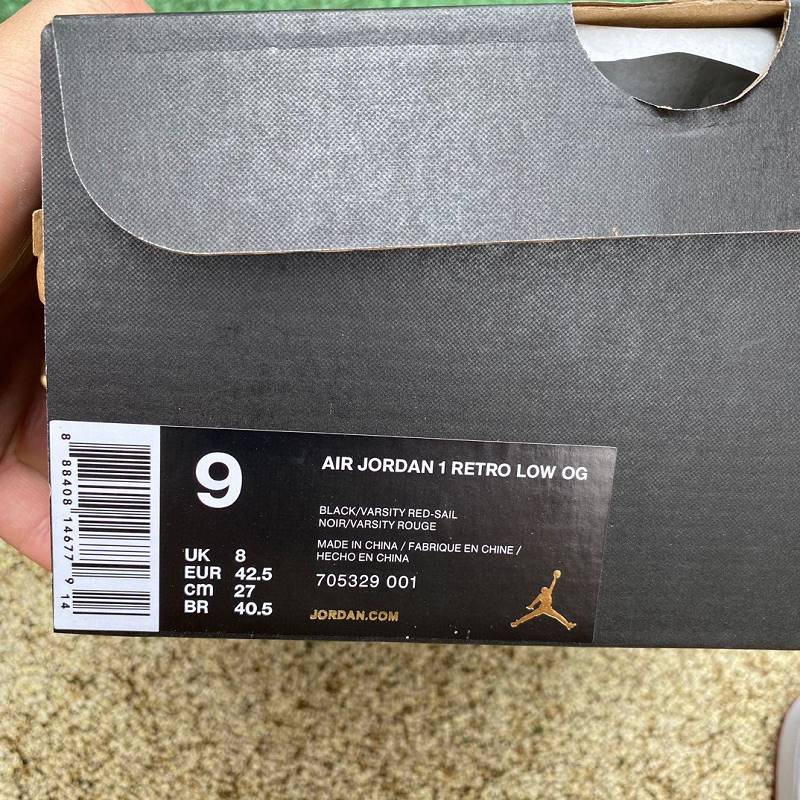 9
AIR JORDAN 1 RETRO LOW OG
BLACK/VARSITY RED-SAIL
NOIR/VARSITY ROUGE
MADE IN CHINA / FABRIQUE EN CHINE /
HECHO EN CHINA
705329 001
UK 8
EUR 42.5
cm 27
BR 40.5
JORDAN.COM
8 88408 14677 9 14